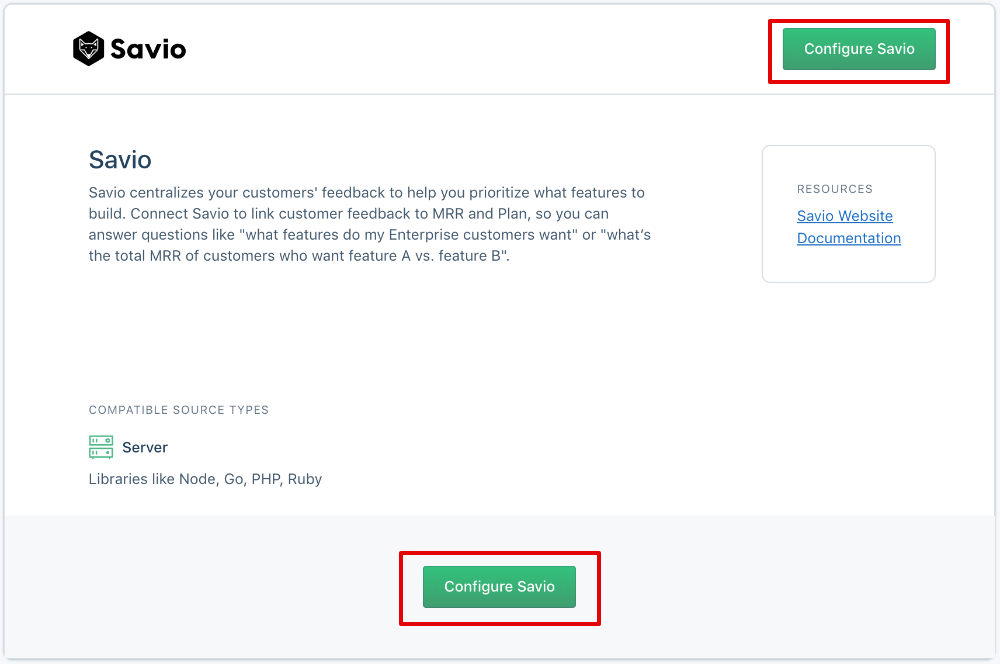 Savio
Configure Savio
Savio
Savio centralizes your customers' feedback to help you prioritize what features to
build. Connect Savio to link customer feedback to MRR and Plan, so you can
answer questions like "what features do my Enterprise customers want" or "what's
the total MRR of customers who want feature A vs. feature B".
RESOURCES
Savio Website
Documentation
COMPATIBLE SOURCE TYPES
Server
Libraries like Node, Go, PHP, Ruby
Configure Savio